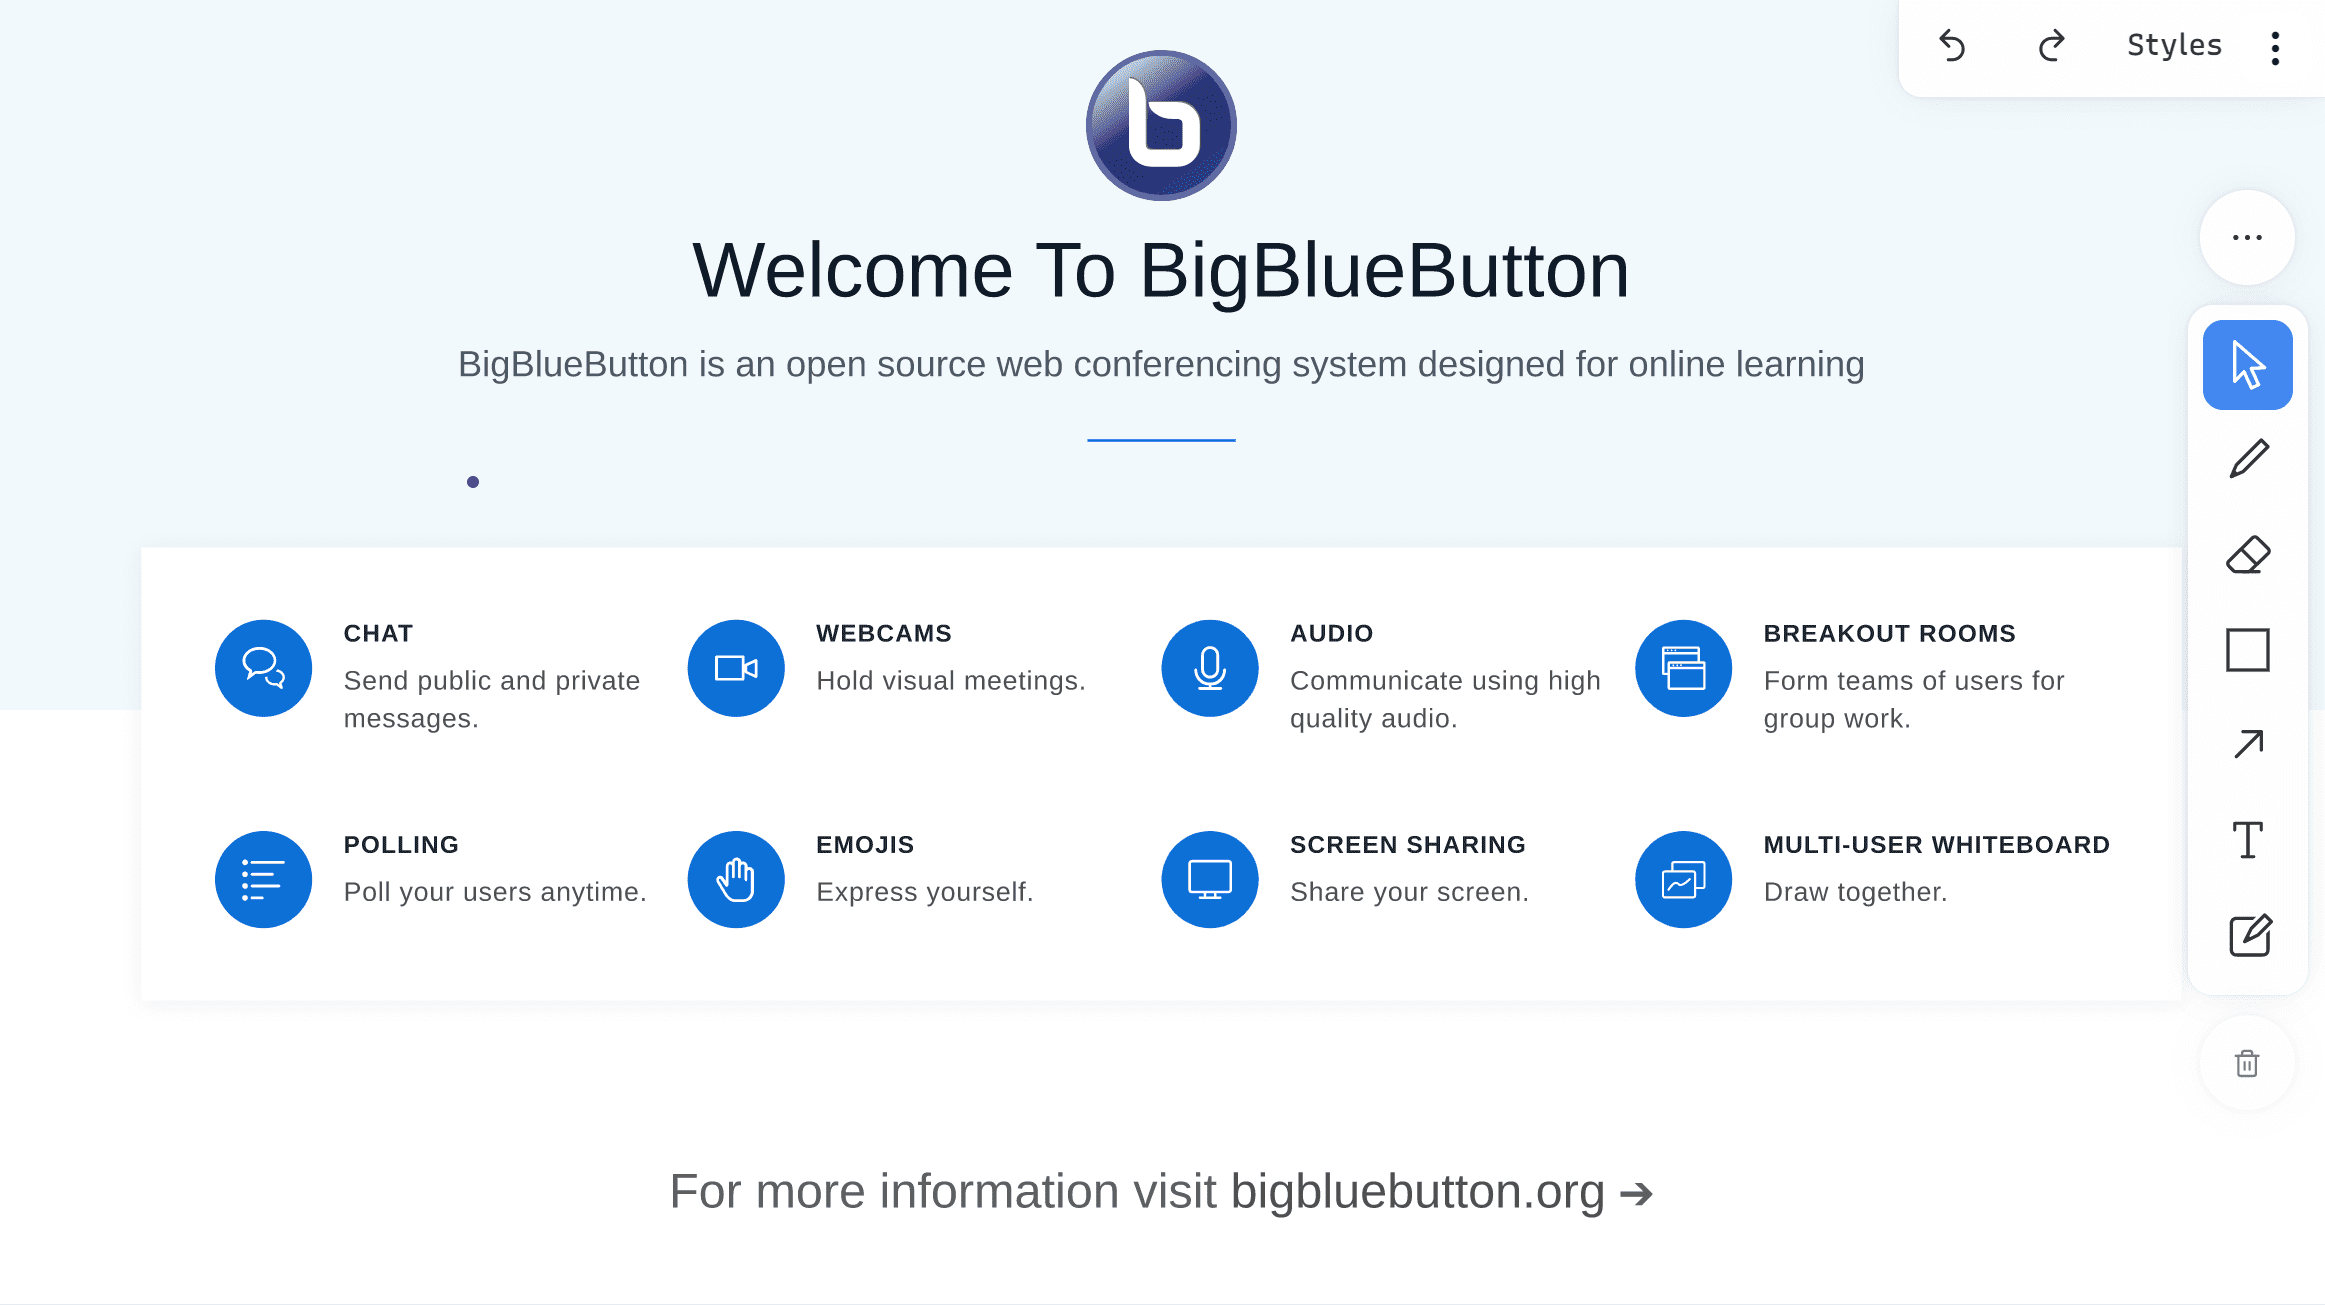 Styles
Welcome To BigBlueButton
BigBlueButton is an open source web conferencing system designed for online learning
CHAT
Send public and private
messages.
WEBCAMS
Hold visual meetings.
AUDIO
Communicate using high
quality audio.
BREAKOUT ROOMS
Form teams of users for
group work.
POLLING
Poll your users anytime.
EMOJIS
Express yourself.
SCREEN SHARING
Share your screen.
MULTI-USER WHITEBOARD
Draw together.
For more information visit bigbluebutton.org ➔